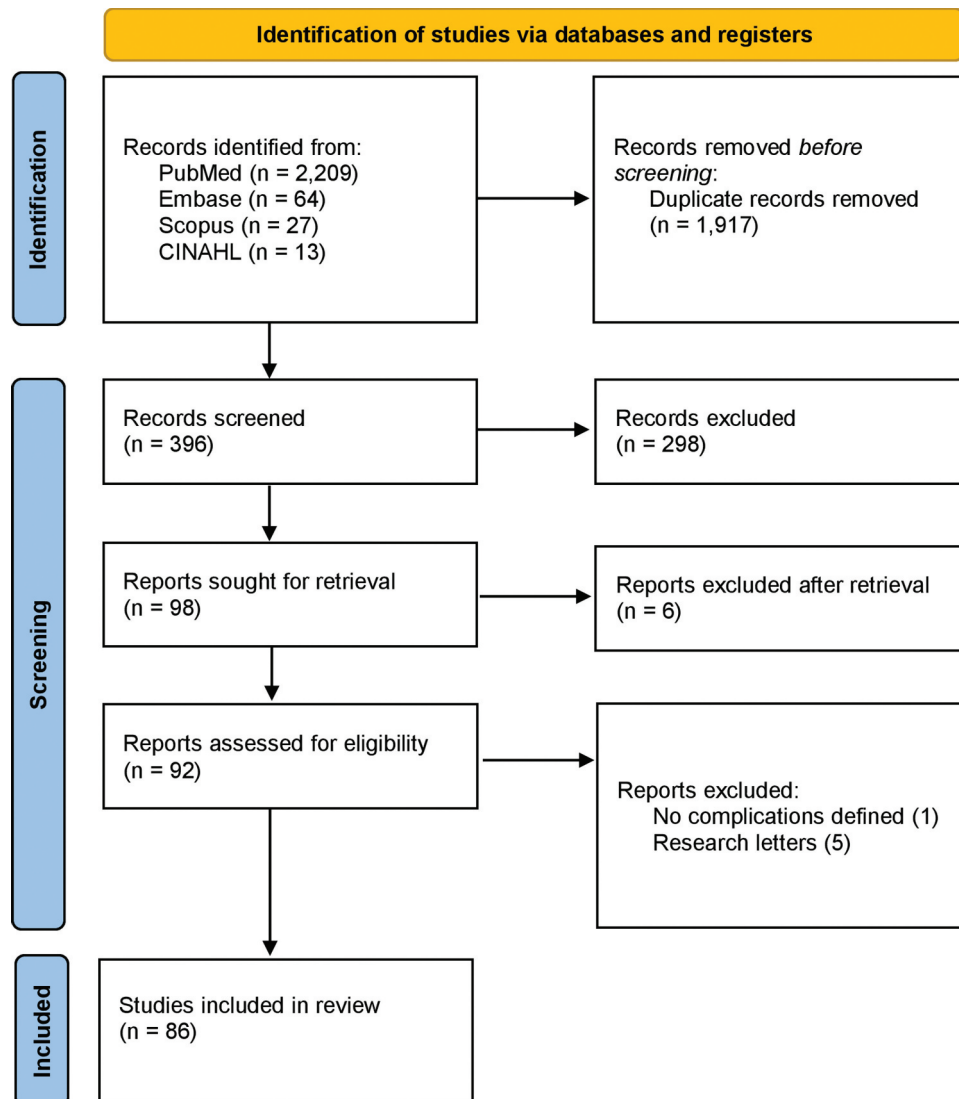 Identification of studies via databases and registers
Identification
Records identified from:
PubMed (n = 2,209)
Embase (n = 64)
Scopus (n = 27)
CINAHL (n = 13)
Records removed before
screening:
Duplicate records removed
(n = 1,917)
Screening
Records screened
(n = 396)
Records excluded
(n = 298)
Reports sought for retrieval
(n = 98)
Reports excluded after retrieval
(n = 6)
Reports assessed for eligibility
(n = 92)
Reports excluded:
No complications defined (1)
Research letters (5)
Included
Studies included in review
(n = 86)